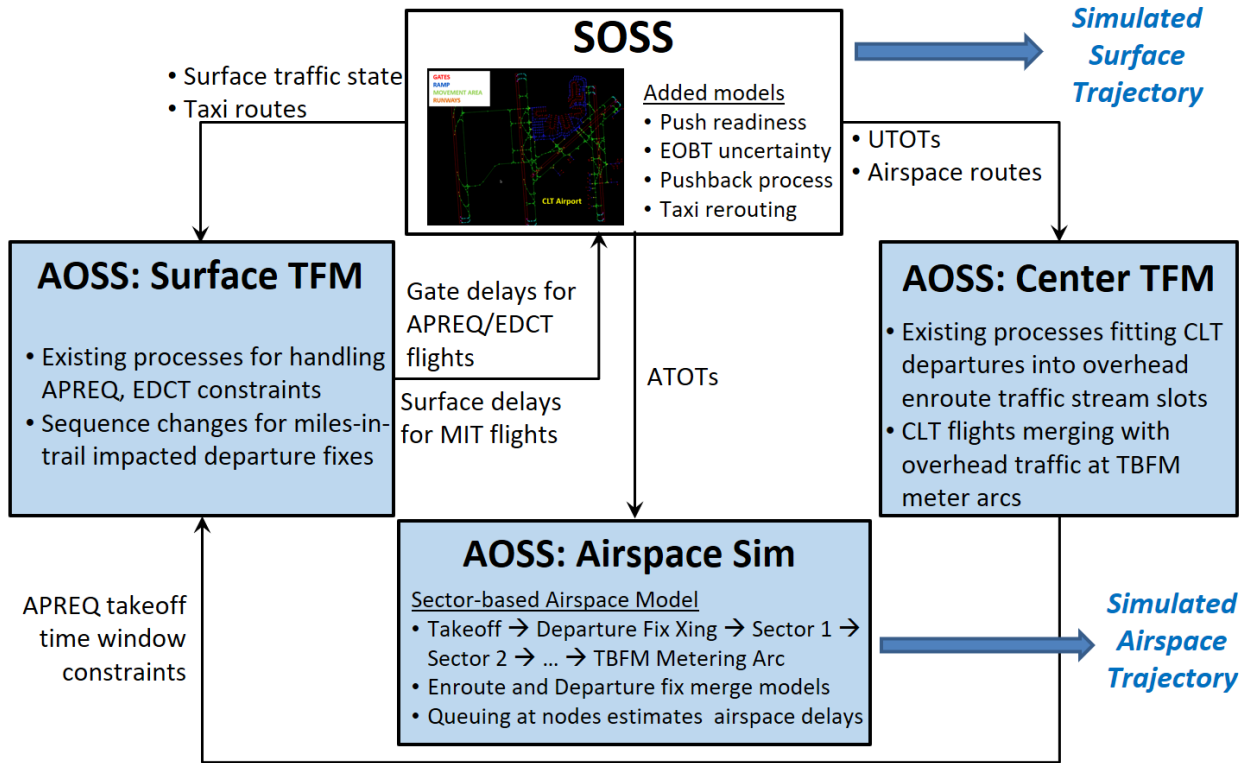 SOSS
GATES
RAMP
MOVEMENT AREA
RUNWAYS
CLT Airport
Added models
• Push readiness
• EOBT uncertainty
• Pushback process
• Taxi rerouting
Simulated
Surface
Trajectory
• Surface traffic state
• Taxi routes
• UTOTs
• Airspace routes
AOSS: Surface TFM
• Existing processes for handling
APREQ, EDCT constraints
• Sequence changes for miles-in-
trail impacted departure fixes
Gate delays for
APREQ/EDCT
flights
Surface delays
for MIT flights
ATOTs
AOSS: Center TFM
• Existing processes fitting CLT
departures into overhead
enroute traffic stream slots
• CLT flights merging with
overhead traffic at TBFM
meter arcs
AOSS: Airspace Sim
Sector-based Airspace Model
• Takeoff → Departure Fix Xing → Sector 1 →
Sector 2 → ... → TBFM Metering Arc
• Enroute and Departure fix merge models
• Queuing at nodes estimates airspace delays
APREQ takeoff
time window
constraints
Simulated
Airspace
Trajectory